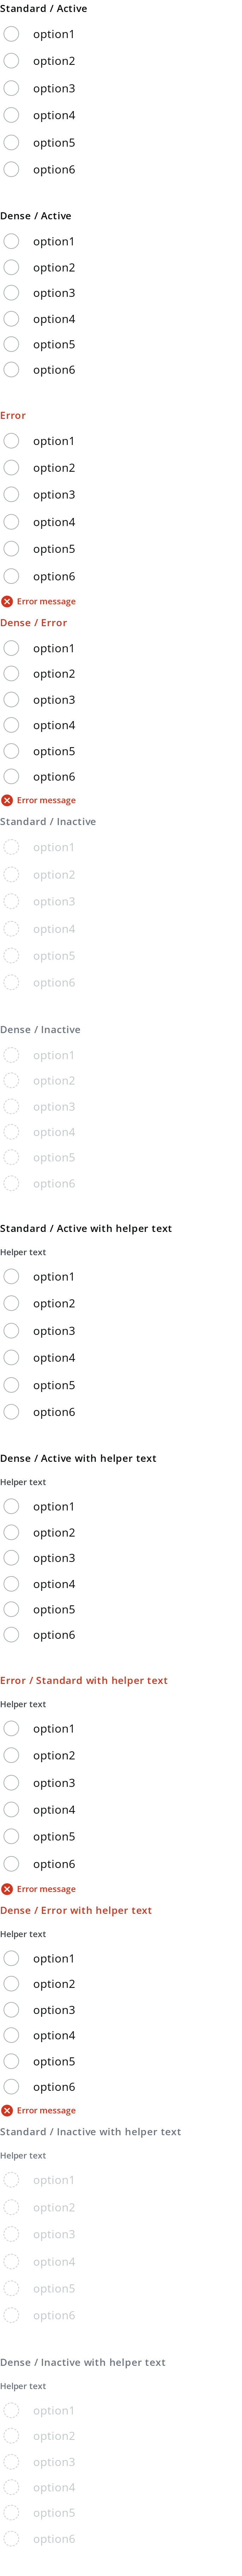 Standard / Active
option1
option2
option3
option4
option5
option6
Dense / Active
option1
option2
option3
option4
option5
option6
Error
option1
option2
option3
option4
option5
option6
Error message
Dense / Error
option1
option2
option3
option4
option5
option6
Error message
Standard / Inactive
option1
option2
option3
option4
option5
option6
Dense / Inactive
option1
option2
option3
option4
option5
option6
Standard / Active with helper text
Helper text
option1
option2
option3
option4
option5
option6
Dense / Active with helper text
Helper text
option1
option2
option3
option4
option5
option6
Error / Standard with helper text
Helper text
option1
option2
option3
option4
option5
option6
Error message
Dense / Error with helper text
Helper text
option1
option2
option3
option4
option5
option6
Error message
Standard / Inactive with helper text
Helper text
option1
option2
option3
option4
option5
option6
Dense / Inactive with helper text
Helper text
option1
option2
option3
option4
option5
option6